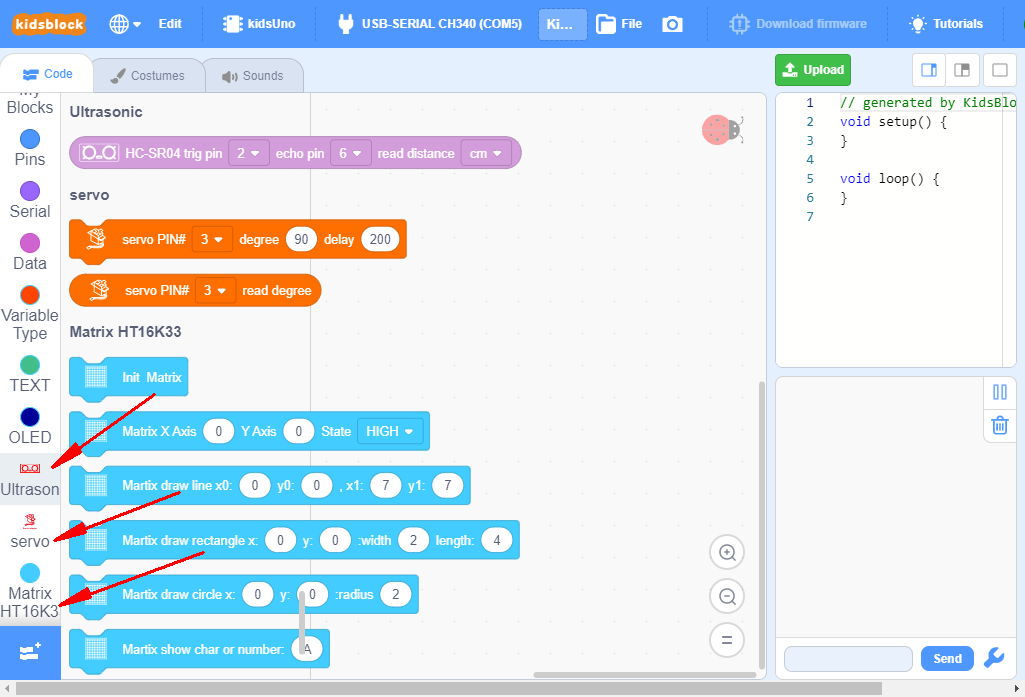 kidsblock
Edit
kidsUno
USB-SERIAL CH340 (COM5)
Ki...
File
Download firmware
Tutorials
Code
Costumes
Sounds
Upload
My
Blocks
Pins
Serial
Data
Variable
Type
TEXT
OLED
Ultrason
servo
Matrix
HT16K3
Ultrasonic
HC-SR04 trig pin 2 echo pin 6 read distance cm
servo
servo PIN# 3 degree 90 delay 200
servo PIN# 3 read degree
Matrix HT16K33
Init Matrix
Matrix X Axis 0 Y Axis 0 State HIGH
Martix draw line x0: 0 y0: 0 , x1: 7 y1: 7
Martix draw rectangle x: 0 y: 0 :width 2 length: 4
Martix draw circle x: 0 y: 0 :radius 2
Martix show char or number: A
1 // generated by KidsBlo
2 void setup() {
3 }
4
5 void loop() {
6 }
7
Send